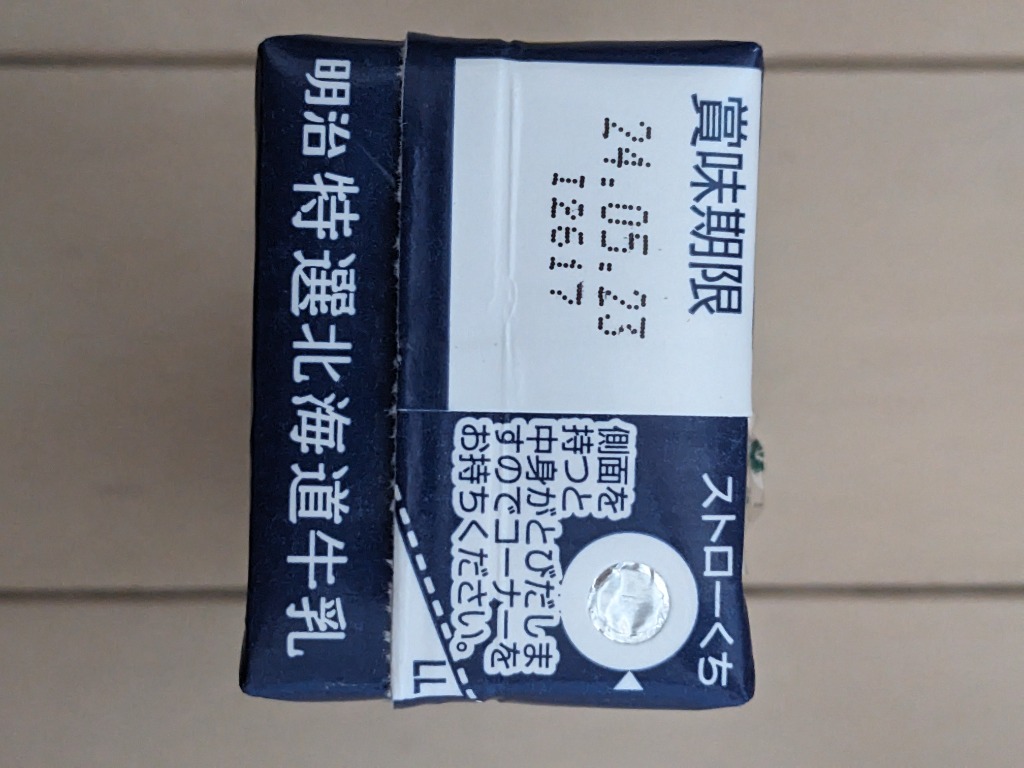 賞味期限
24.05.23
I2617
ストローくち
側面を
持つと
中身がとびだしま
すのでコーナーを
お持ちください。
LL
明治 特選北海道牛乳